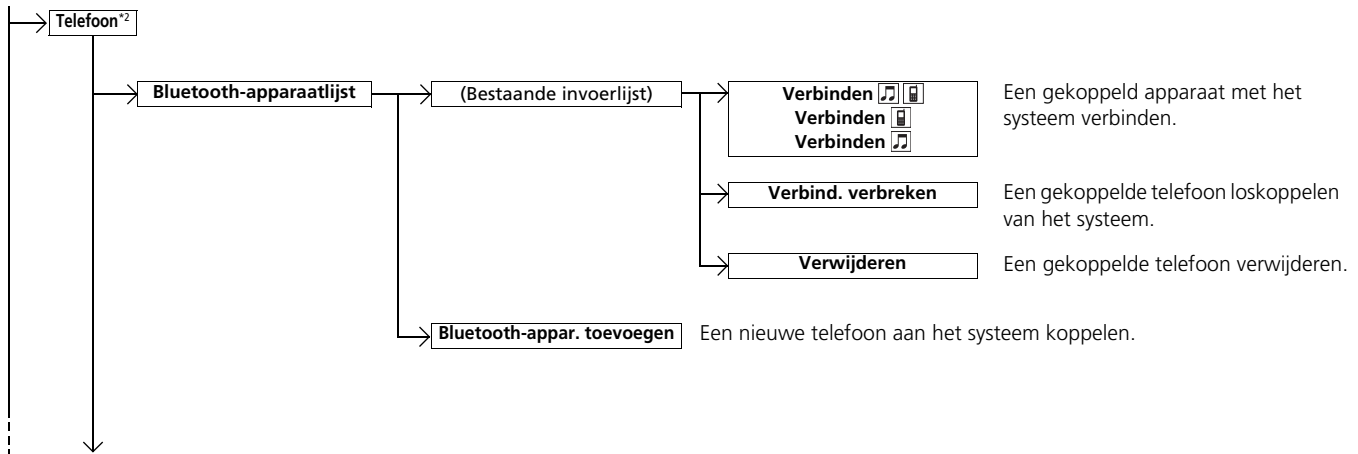 Telefoon*2
Bluetooth-apparaatlijst
(Bestaande invoerlijst)
Verbinden
Verbinden
Verbinden
Een gekoppeld apparaat met het
systeem verbinden.
Verbind. verbreken
Een gekoppelde telefoon loskoppelen
van het systeem.
Verwijderen
Een gekoppelde telefoon verwijderen.
Bluetooth-appar. toevoegen
Een nieuwe telefoon aan het systeem koppelen.